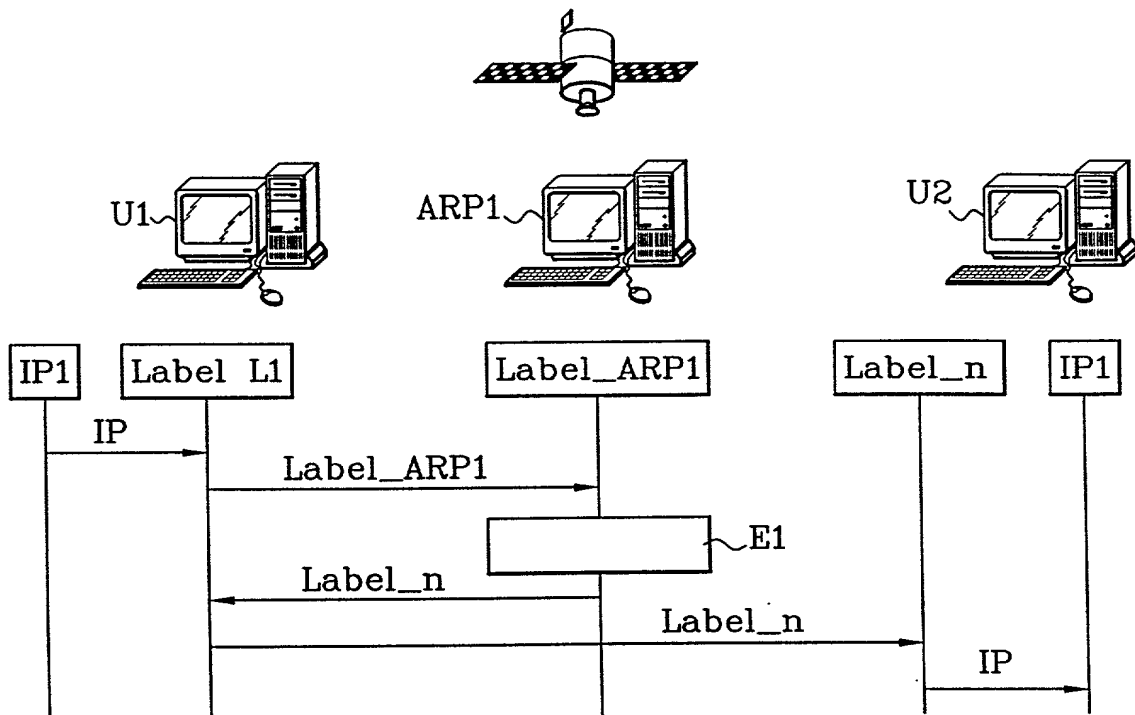 U1
ARP1
U2
IP1
Label L1
Label_ARP1
Label_n
IP1
IP
Label_ARP1
E1
Label_n
Label_n
IP